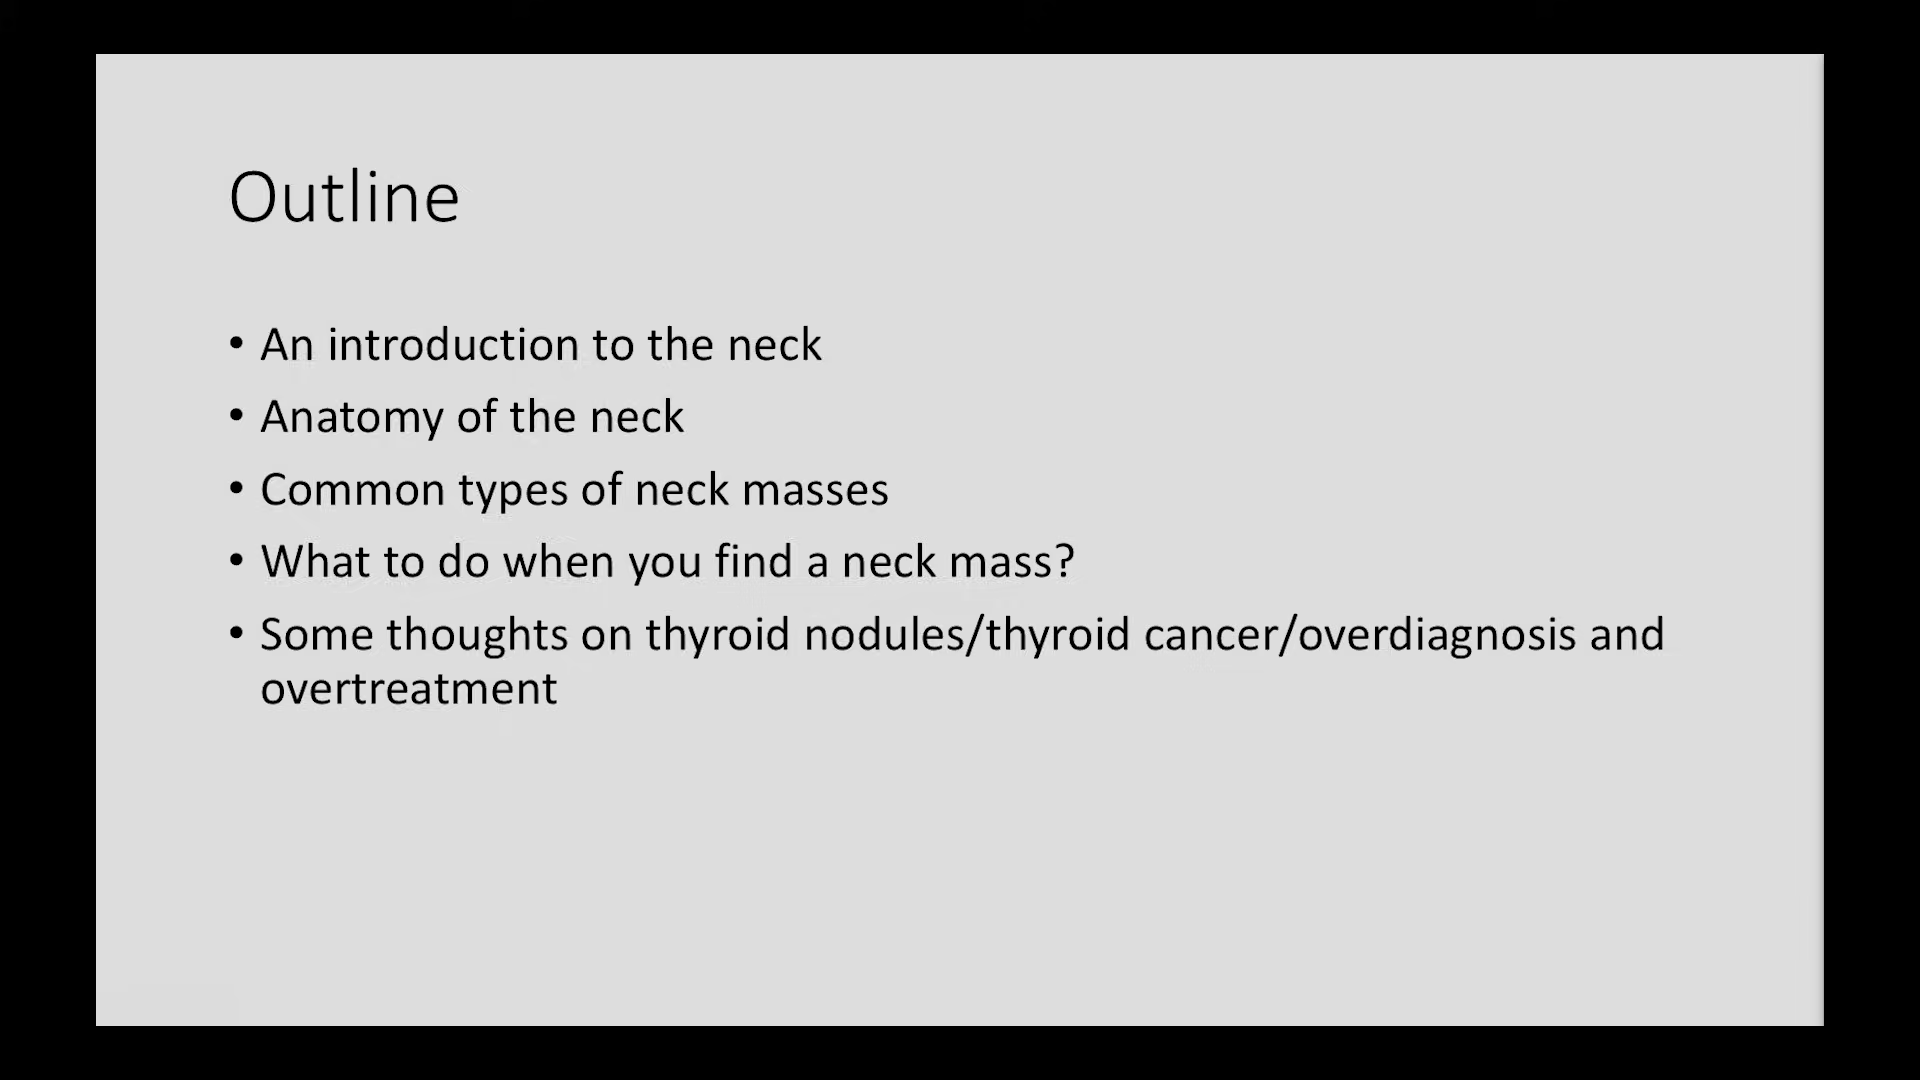 Outline
• An introduction to the neck
• Anatomy of the neck
• Common types of neck masses
• What to do when you find a neck mass?
• Some thoughts on thyroid nodules/thyroid cancer/overdiagnosis and
overtreatment